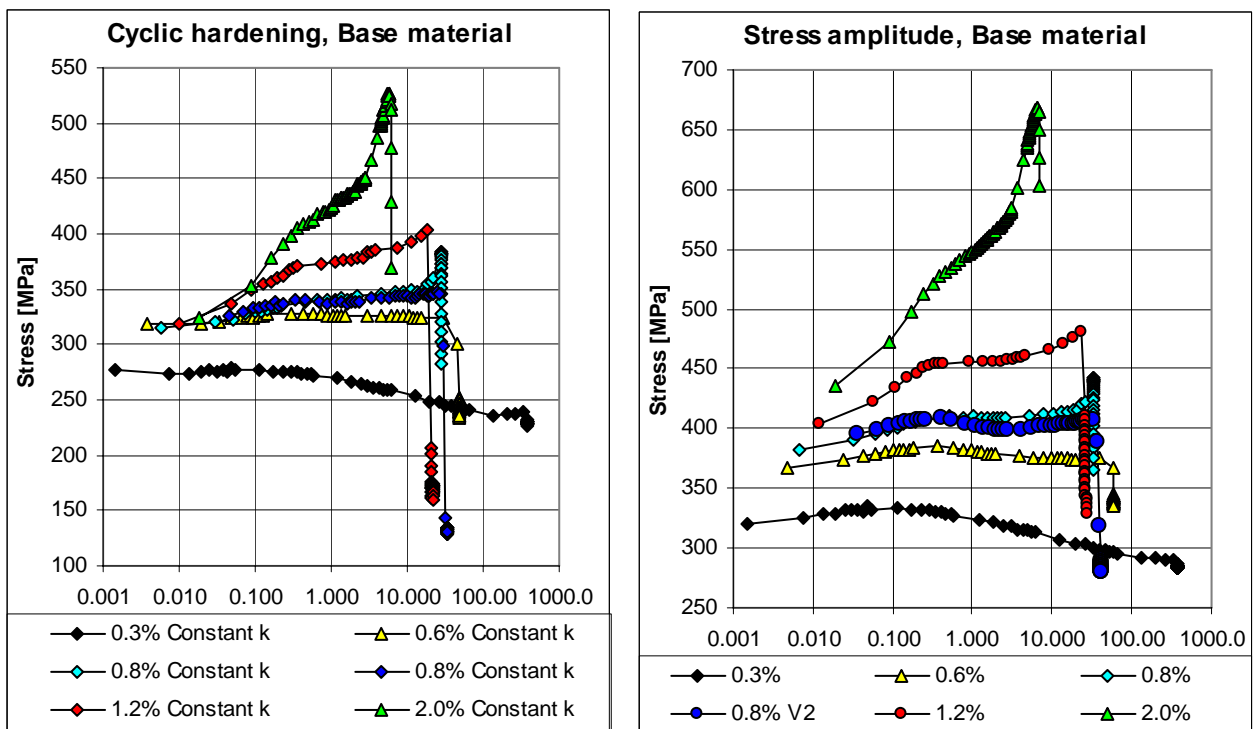 Cyclic hardening, Base material
550
500
450
400
350
300
250
200
150
100
Stress [MPa]
0.001 0.010 0.100 1.000 10.000 100.00 1000.0
0.3% Constant k 0.6% Constant k
0.8% Constant k 0.8% Constant k
1.2% Constant k 2.0% Constant k
Stress amplitude, Base material
700
650
600
550
500
450
400
350
300
250
Stress [MPa]
0.001 0.010 0.100 1.000 10.000 100.00 1000.0
0.3% 0.6% 0.8%
0.8% V2 1.2% 2.0%